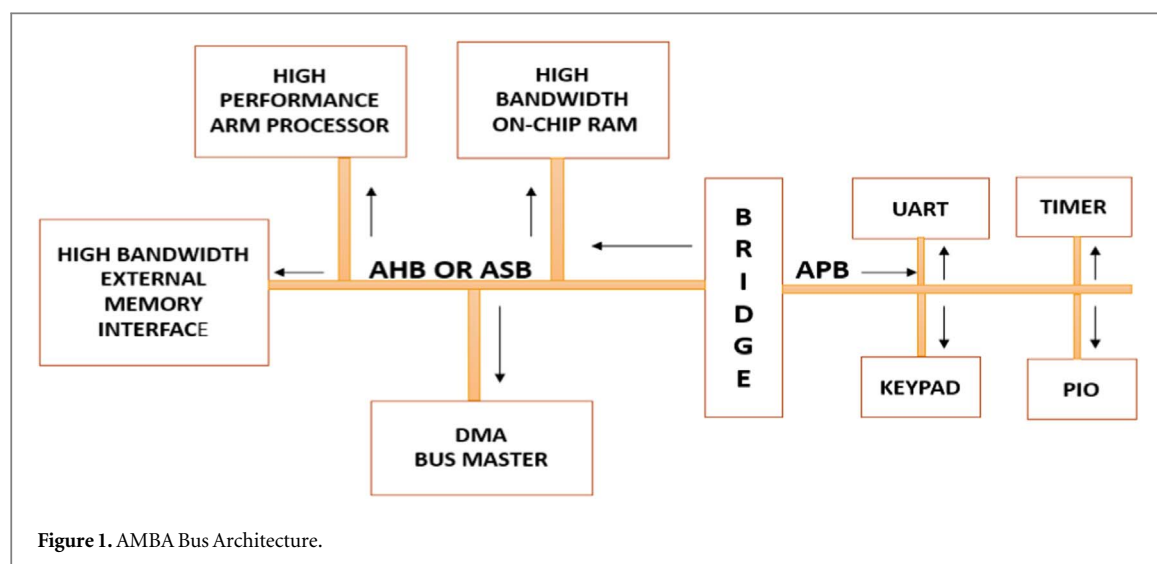 HIGH
PERFORMANCE
ARM PROCESSOR
HIGH
BANDWIDTH
ON-CHIP RAM
HIGH BANDWIDTH
EXTERNAL
MEMORY
INTERFACE
AHB OR ASB
DMA
BUS MASTER
B
R
I
D
G
E
APB
UART
TIMER
KEYPAD
PIO
Figure 1. AMBA Bus Architecture.